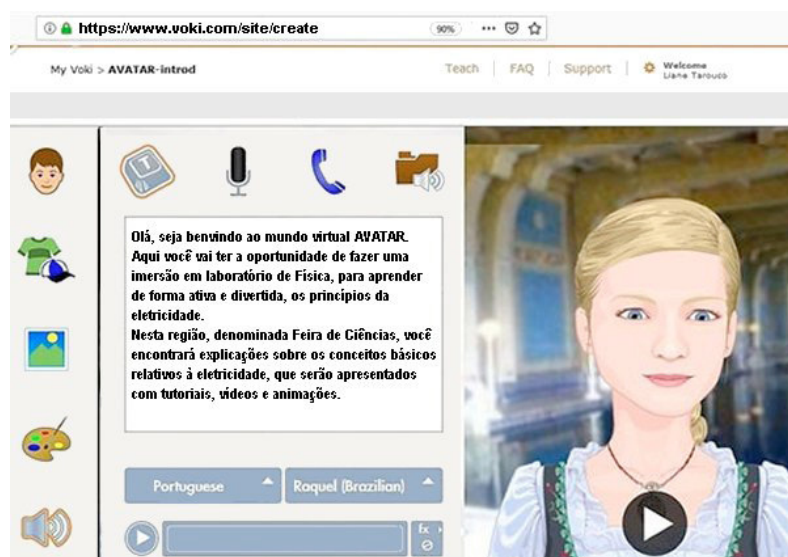 https://www.voki.com/site/create
90%
My Voki > AVATAR-introd
Teach | FAQ | Support |
Welcome
Liane Tarouco
T
Olá, seja benvindo ao mundo virtual AVATAR.
Aqui você vai ter a oportunidade de fazer uma
imersão em laboratório de Física, para aprender
de forma ativa e divertida, os princípios da
eletricidade.
Nesta região, denominada Feira de Ciências, você
encontrará explicações sobre os conceitos básicos
relativos à eletricidade, que serão apresentados
com tutoriais, vídeos e animações.
Portuguese
Raquel (Brazilian)
fx